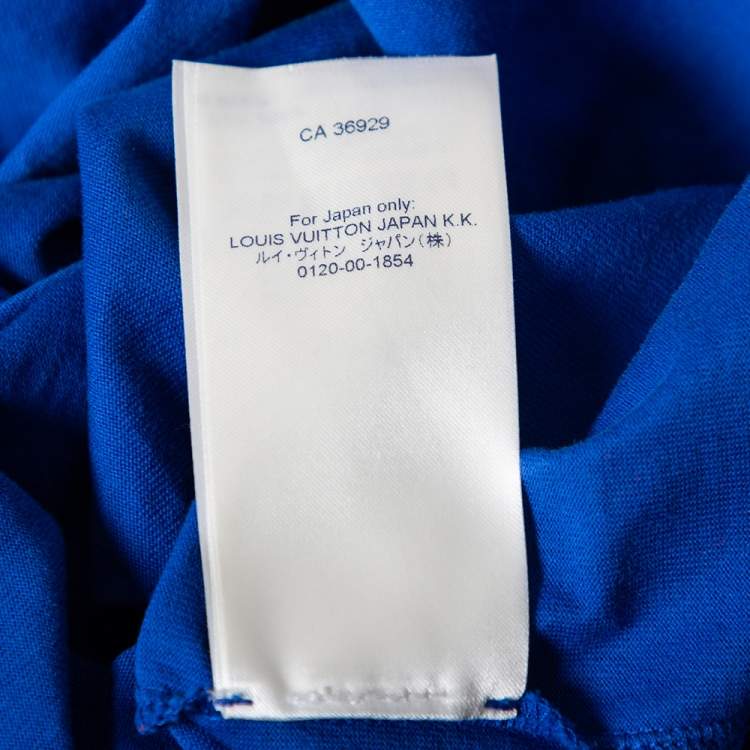 CA 36929
For Japan only:
LOUIS VUITTON JAPAN K.K.
ルイ・ヴィトン ジャパン(株)
0120-00-1854